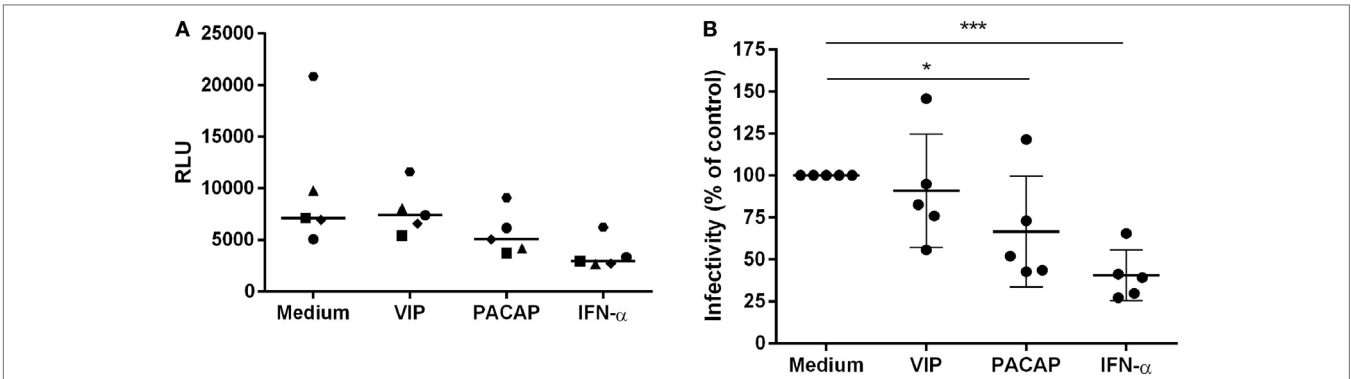 A
25000
20000
15000
10000
5000
0
RLU
Medium VIP PACAP IFN-α
B
***
*
175
150
125
100
75
50
25
0
Infectivity (% of control)
Medium VIP PACAP IFN-α